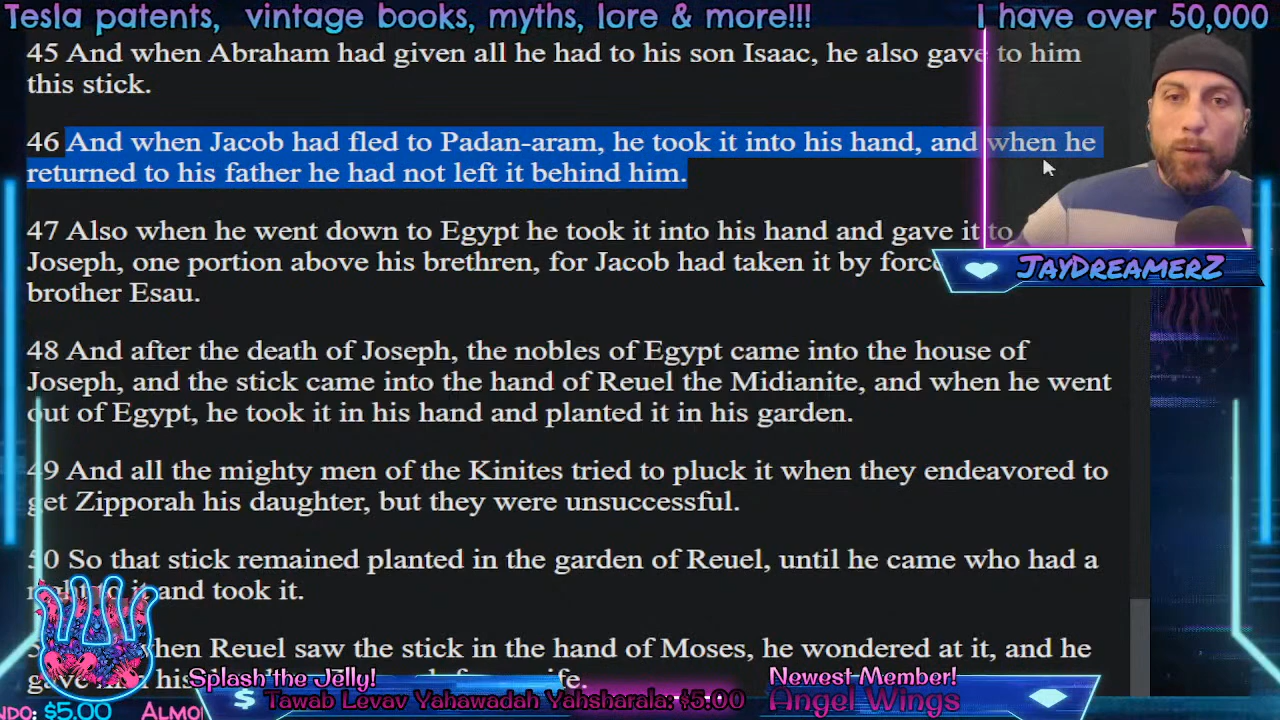 Tesla patents, vintage books, myths, lore & more!!!
I have over 50,000
45 And when Abraham had given all he had to his son Isaac, he also gave to him
this stick.
46 And when Jacob had fled to Padan-aram, he took it into his hand, and when he
returned to his father he had not left it behind him.
47 Also when he went down to Egypt he took it into his hand and gave it to
Joseph, one portion above his brethren, for Jacob had taken it by force
brother Esau.
JayDreamerZ
48 And after the death of Joseph, the nobles of Egypt came into the house of
Joseph, and the stick came into the hand of Reuel the Midianite, and when he went
out of Egypt, he took it in his hand and planted it in his garden.
49 And all the mighty men of the Kinites tried to pluck it when they endeavored to
get Zipporah his daughter, but they were unsuccessful.
50 So that stick remained planted in the garden of Reuel, until he came who had a
it and took it.
when Reuel saw the stick in the hand of Moses, he wondered at it, and he
his
Splash the Jelly!
$
Tawab Levav Yahawadah Yahsharala: $5.00
Newest Member!
Angel Wings
$5.00